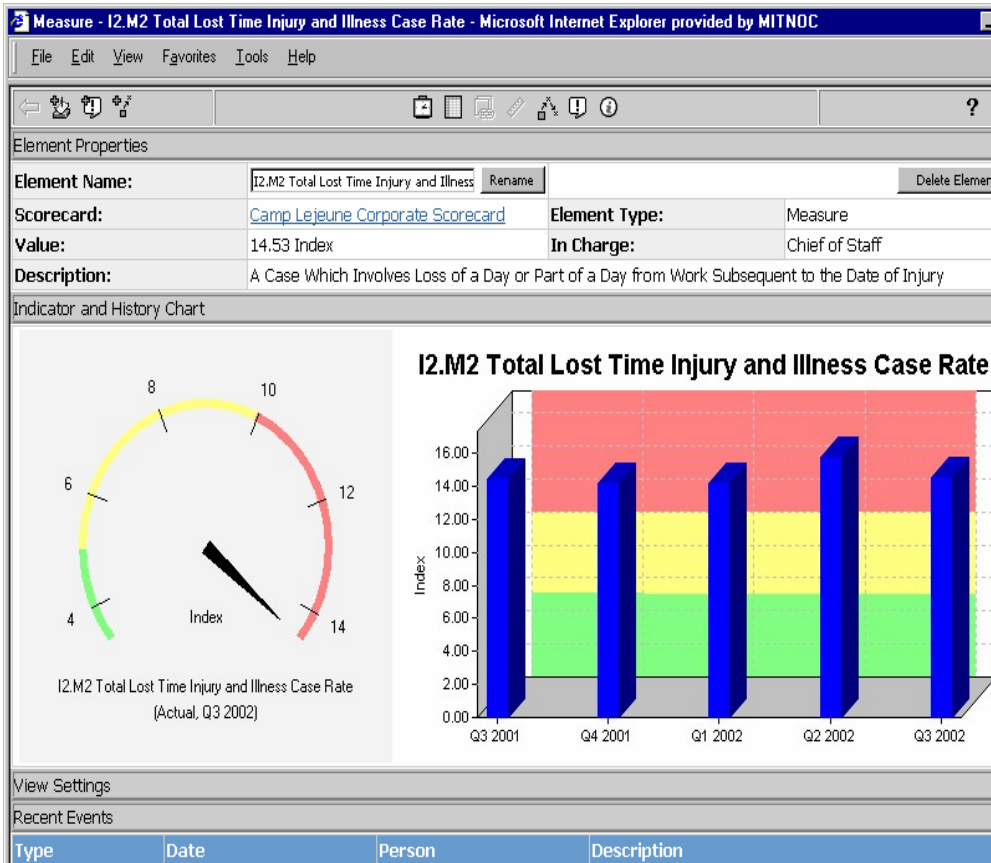 Measure - I2.M2 Total Lost Time Injury and Illness Case Rate - Microsoft Internet Explorer provided by MITNOC
File Edit View Favorites Tools Help
?
Element Properties
Element Name: I2.M2 Total Lost Time Injury and Illness Rename Delete Elemen
Scorecard: Camp Lejeune Corporate Scorecard Element Type: Measure
Value: 14.53 Index In Charge: Chief of Staff
Description: A Case Which Involves Loss of a Day or Part of a Day from Work Subsequent to the Date of Injury
Indicator and History Chart
4
6
8
10
12
14
Index
I2.M2 Total Lost Time Injury and Illness Case Rate
(Actual, Q3 2002)
I2.M2 Total Lost Time Injury and Illness Case Rate
Index
16.00
14.00
12.00
10.00
8.00
6.00
4.00
2.00
0.00
Q3 2001 Q4 2001 Q1 2002 Q2 2002 Q3 2002
View Settings
Recent Events
Type Date Person Description